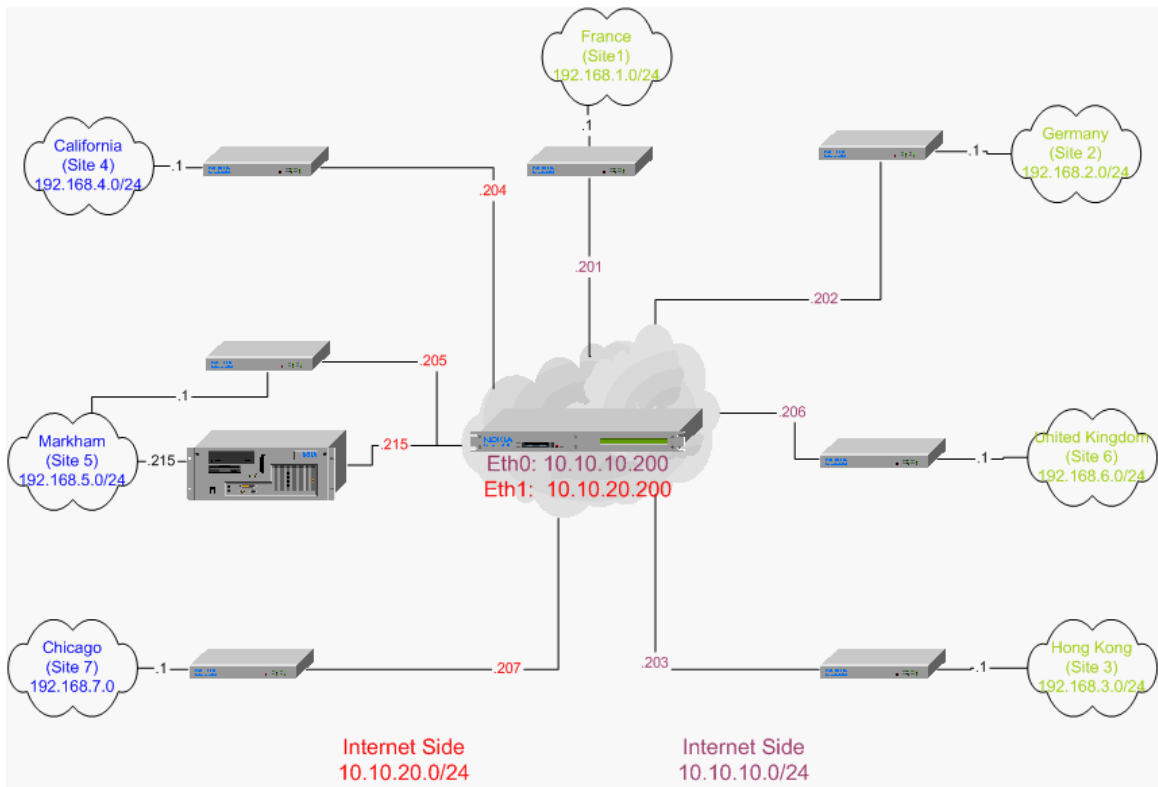 France
(Site1)
192.168.1.0/24
.1
California
(Site 4)
192.168.4.0/24
.1
.204
Germany
(Site 2)
192.168.2.0/24
.1
.201
.202
.205
.1
Markham
(Site 5)
192.168.5.0/24
.215
.215
NOKIA
Eth0: 10.10.10.200
Eth1: 10.10.20.200
.206
United Kingdom
(Site 6)
192.168.6.0/24
.1
Chicago
(Site 7)
192.168.7.0
.1
.207
.203
Hong Kong
(Site 3)
192.168.3.0/24
.1
Internet Side
10.10.20.0/24
Internet Side
10.10.10.0/24